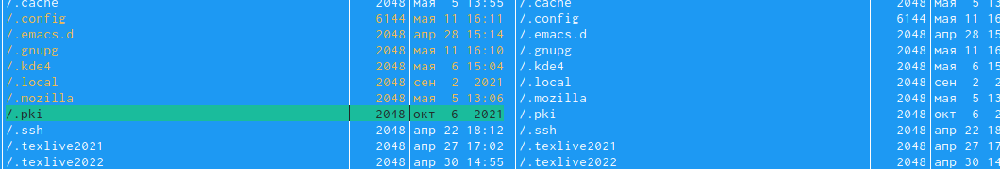 /.cache 2048 мая 5 13:55 /.cache 2048 мая 5 13
/.config 6144 мая 11 16:11 /.config 6144 мая 11 16
/.emacs.d 2048 апр 28 15:14 /.emacs.d 2048 апр 28 15
/.gnupg 2048 мая 11 16:10 /.gnupg 2048 мая 11 16
/.kde4 2048 мая 6 15:04 /.kde4 2048 мая 6 15
/.local 2048 сен 2 2021 /.local 2048 сен 2 2
/.mozilla 2048 мая 5 13:06 /.mozilla 2048 мая 5 13
/.pki 2048 окт 6 2021 /.pki 2048 окт 6 2
/.ssh 2048 апр 22 18:12 /.ssh 2048 апр 22 18
/.texlive2021 2048 апр 27 17:02 /.texlive2021 2048 апр 27 17
/.texlive2022 2048 апр 30 14:55 /.texlive2022 2048 апр 30 14